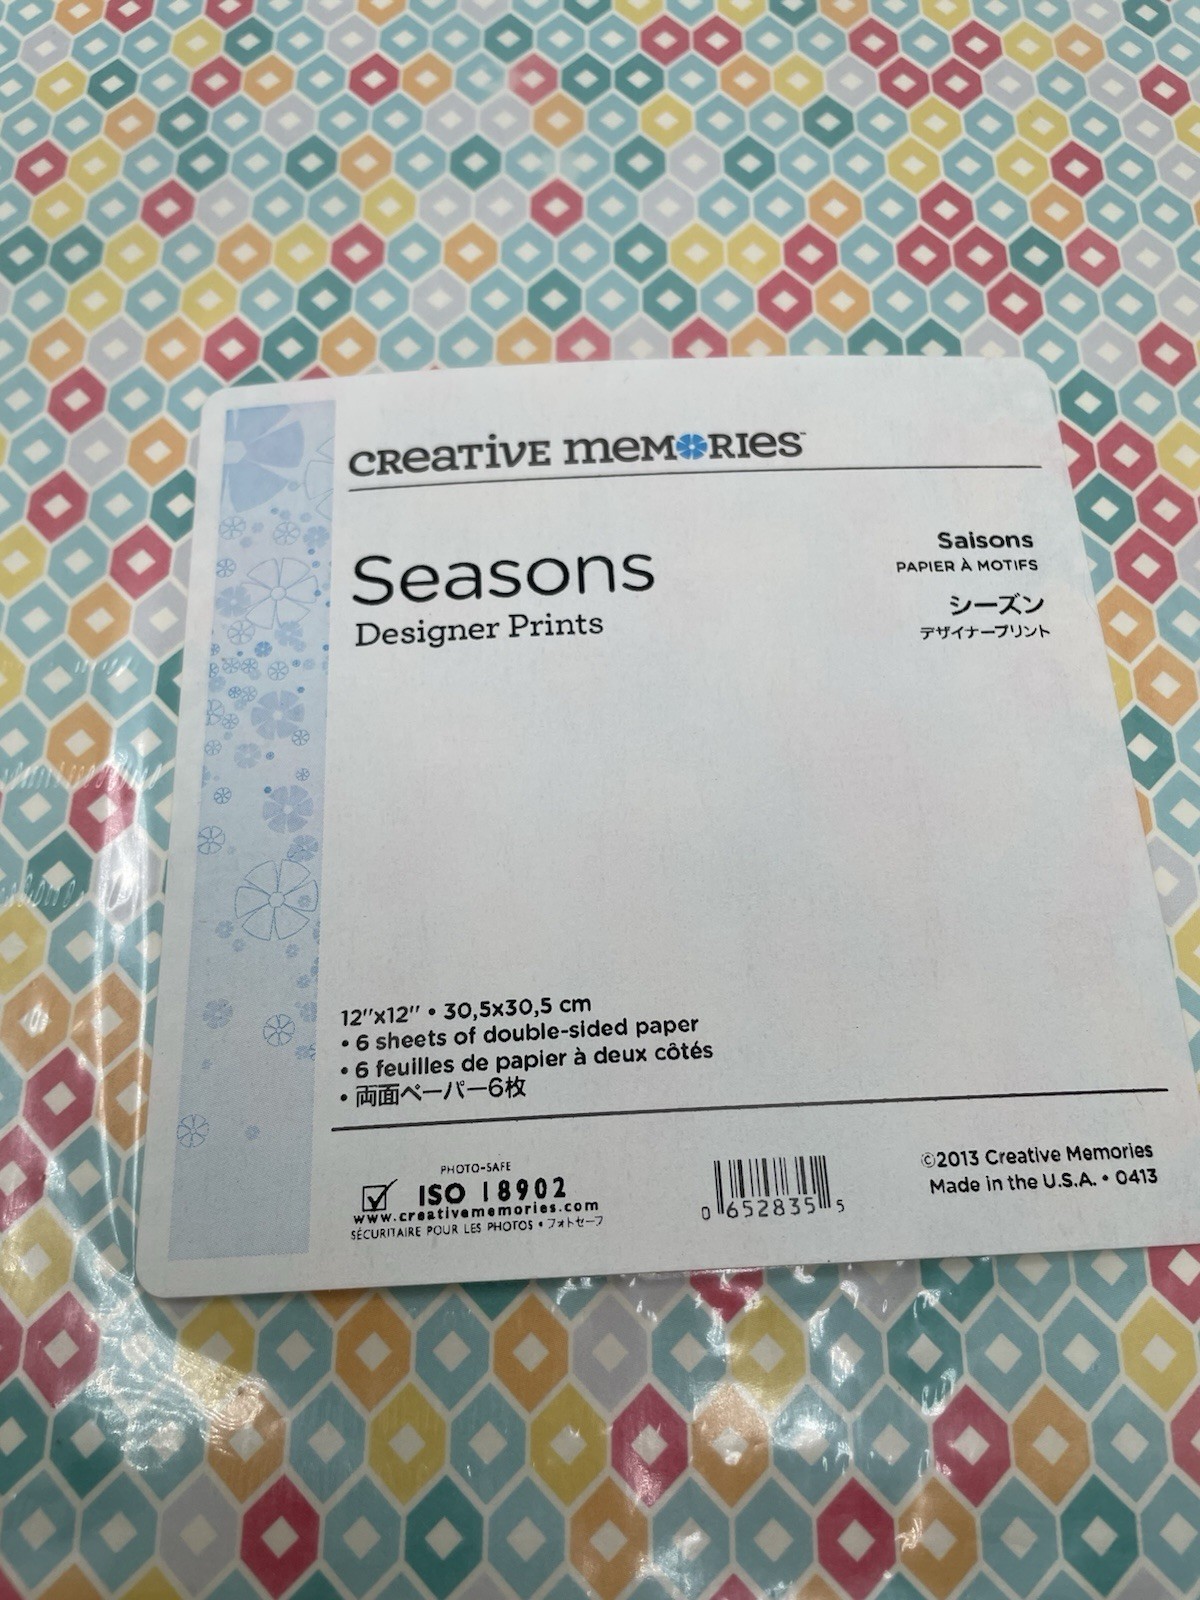 CReaTiVE memORies™
Seasons
Designer Prints
Saisons
PAPIER À MOTIFS
シーズン
デザイナープリント
12"x12" • 30,5x30,5 cm
• 6 sheets of double-sided paper
• 6 feuilles de papier à deux côtés
• 両面ペーパー6枚
PHOTO-SAFE
ISO 18902
www.creativememories.com
SÉCURITAIRE POUR LES PHOTOS • フォトセーフ
0 652835 5
©2013 Creative Memories
Made in the U.S.A. • 0413